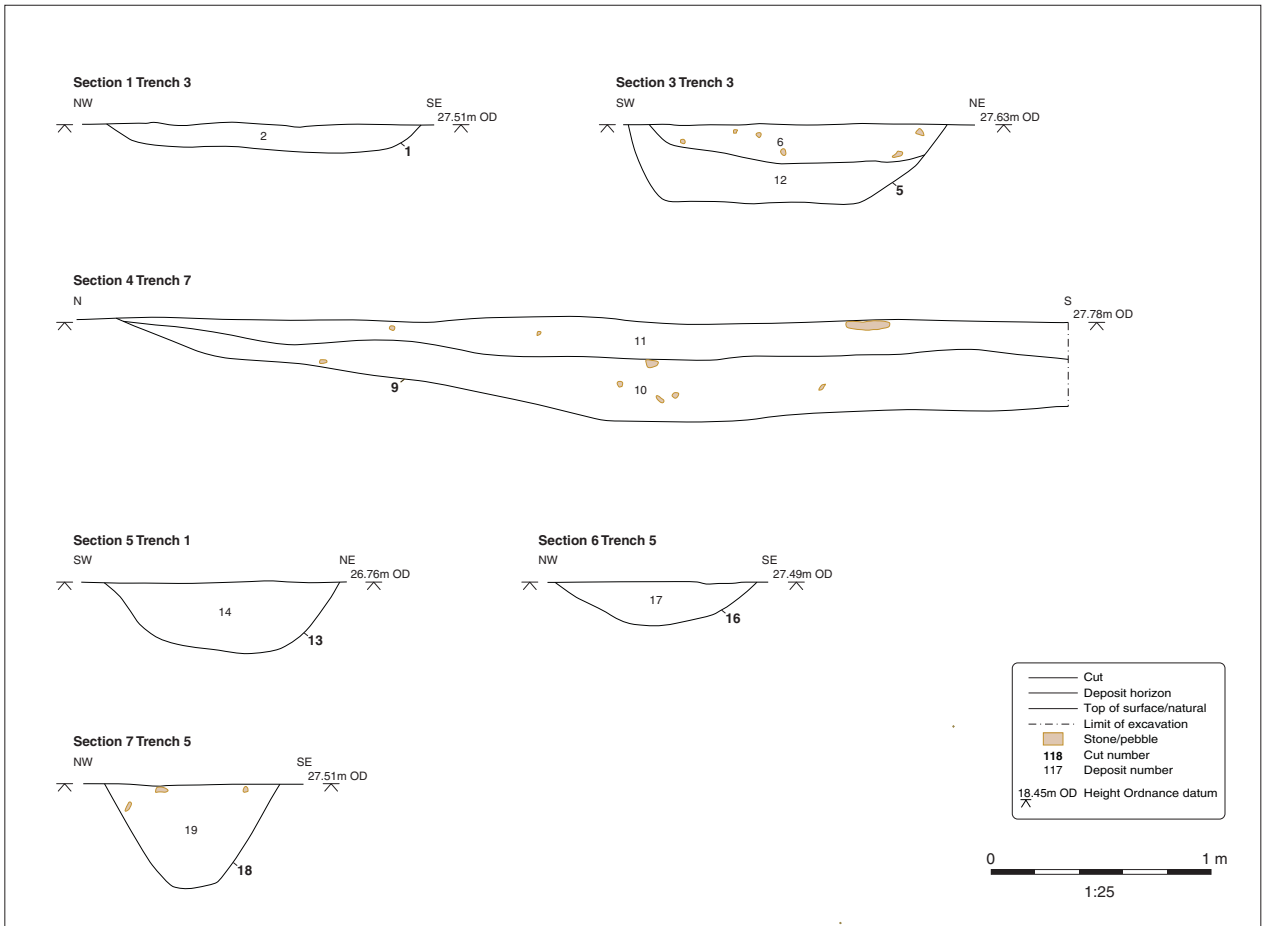 Section 1 Trench 3
NW
SE
27.51m OD
2
1
Section 3 Trench 3
SW
NE
27.63m OD
6
12
5
Section 4 Trench 7
N
S
27.78m OD
11
10
9
Section 5 Trench 1
SW
NE
26.76m OD
14
13
Section 6 Trench 5
NW
SE
27.49m OD
17
16
Section 7 Trench 5
NW
SE
27.51m OD
19
18
Cut
Deposit horizon
Top of surface/natural
Limit of excavation
Stone/pebble
118 Cut number
117 Deposit number
18.45m OD Height Ordnance datum
0 1 m
1:25